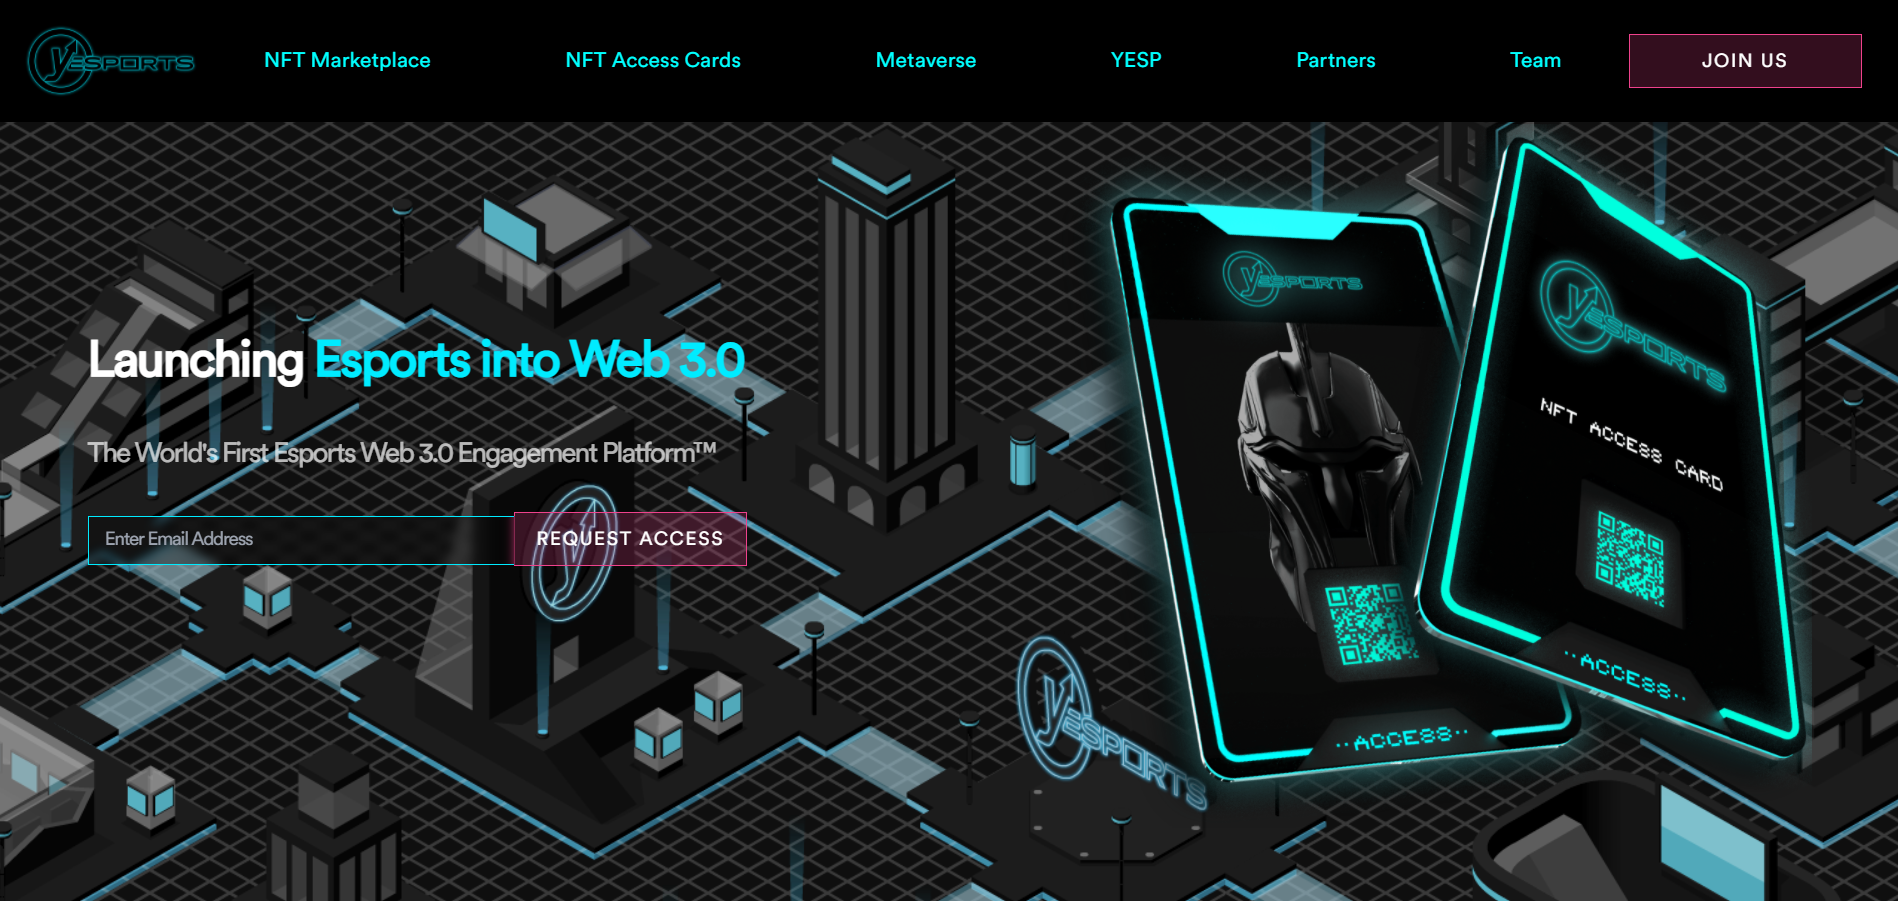 YESPORTS
NFT Marketplace
NFT Access Cards
Metaverse
YESP
Partners
Team
JOIN US
Launching Esports into Web 3.0
The World's First Esports Web 3.0 Engagement Platform™
Enter Email Address
REQUEST ACCESS
y
YESPORTS
··ACCESS··
YESPORTS
NFT ACCESS CARD
··ACCESS··
YESPORTS